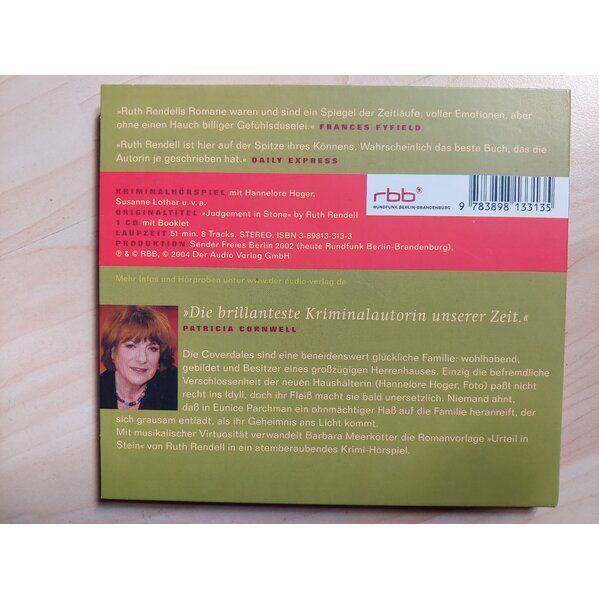 »Ruth Rendells Romane waren und sind ein Spiegel der Zeitläufe, voller Emotionen, aber
ohne einen Hauch billiger Gefühlsduselei.« FRANCES FYFIELD
»Ruth Rendell ist hier auf der Spitze ihres Könnens. Wahrscheinlich das beste Buch, das die
Autorin je geschrieben hat.« DAILY EXPRESS
KRIMINALHÖRSPIEL mit Hannelore Hoger,
Susanne Lothar u. v. a.
ORIGINALTITEL »Judgement in Stone« by Ruth Rendell
1 CD mit Booklet
LAUFZEIT 51 min. 8 Tracks. STEREO. ISBN 3-89813-313-3
PRODUKTION Sender Freies Berlin 2002 (heute Rundfunk Berlin-Brandenburg),
℗ & © RBB, © 2004 Der Audio Verlag GmbH
rbb
RUNDFUNK BERLIN-BRANDENBURG
9 783898 133135
Mehr Infos und Hörproben unter www.der-audio-verlag.de
»Die brillanteste Kriminalautorin unserer Zeit.«
PATRICIA CORNWELL
Die Coverdales sind eine beneidenswert glückliche Familie: wohlhabend,
gebildet und Besitzer eines großzügigen Herrenhauses. Einzig die befremdliche
Verschlossenheit der neuen Haushälterin (Hannelore Hoger, Foto) paßt nicht
recht ins Idyll, doch ihr Fleiß macht sie bald unersetzlich. Niemand ahnt,
daß in Eunice Parchman ein ohnmächtiger Haß auf die Familie heranreift, der
sich grausam entlädt, als ihr Geheimnis ans Licht kommt.
Mit musikalischer Virtuosität verwandelt Barbara Meerkötter die Romanvorlage »Urteil in
Stein« von Ruth Rendell in ein atemberaubendes Krimi-Hörspiel.